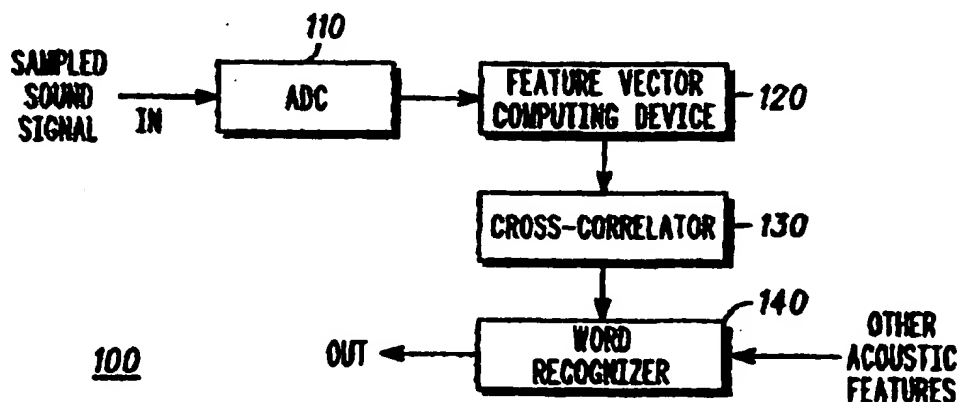 110
SAMPLED
SOUND
SIGNAL
IN
ADC
FEATURE VECTOR
COMPUTING DEVICE
120
CROSS-CORRELATOR
130
140
WORD
RECOGNIZER
OUT
OTHER
ACOUSTIC
FEATURES
100